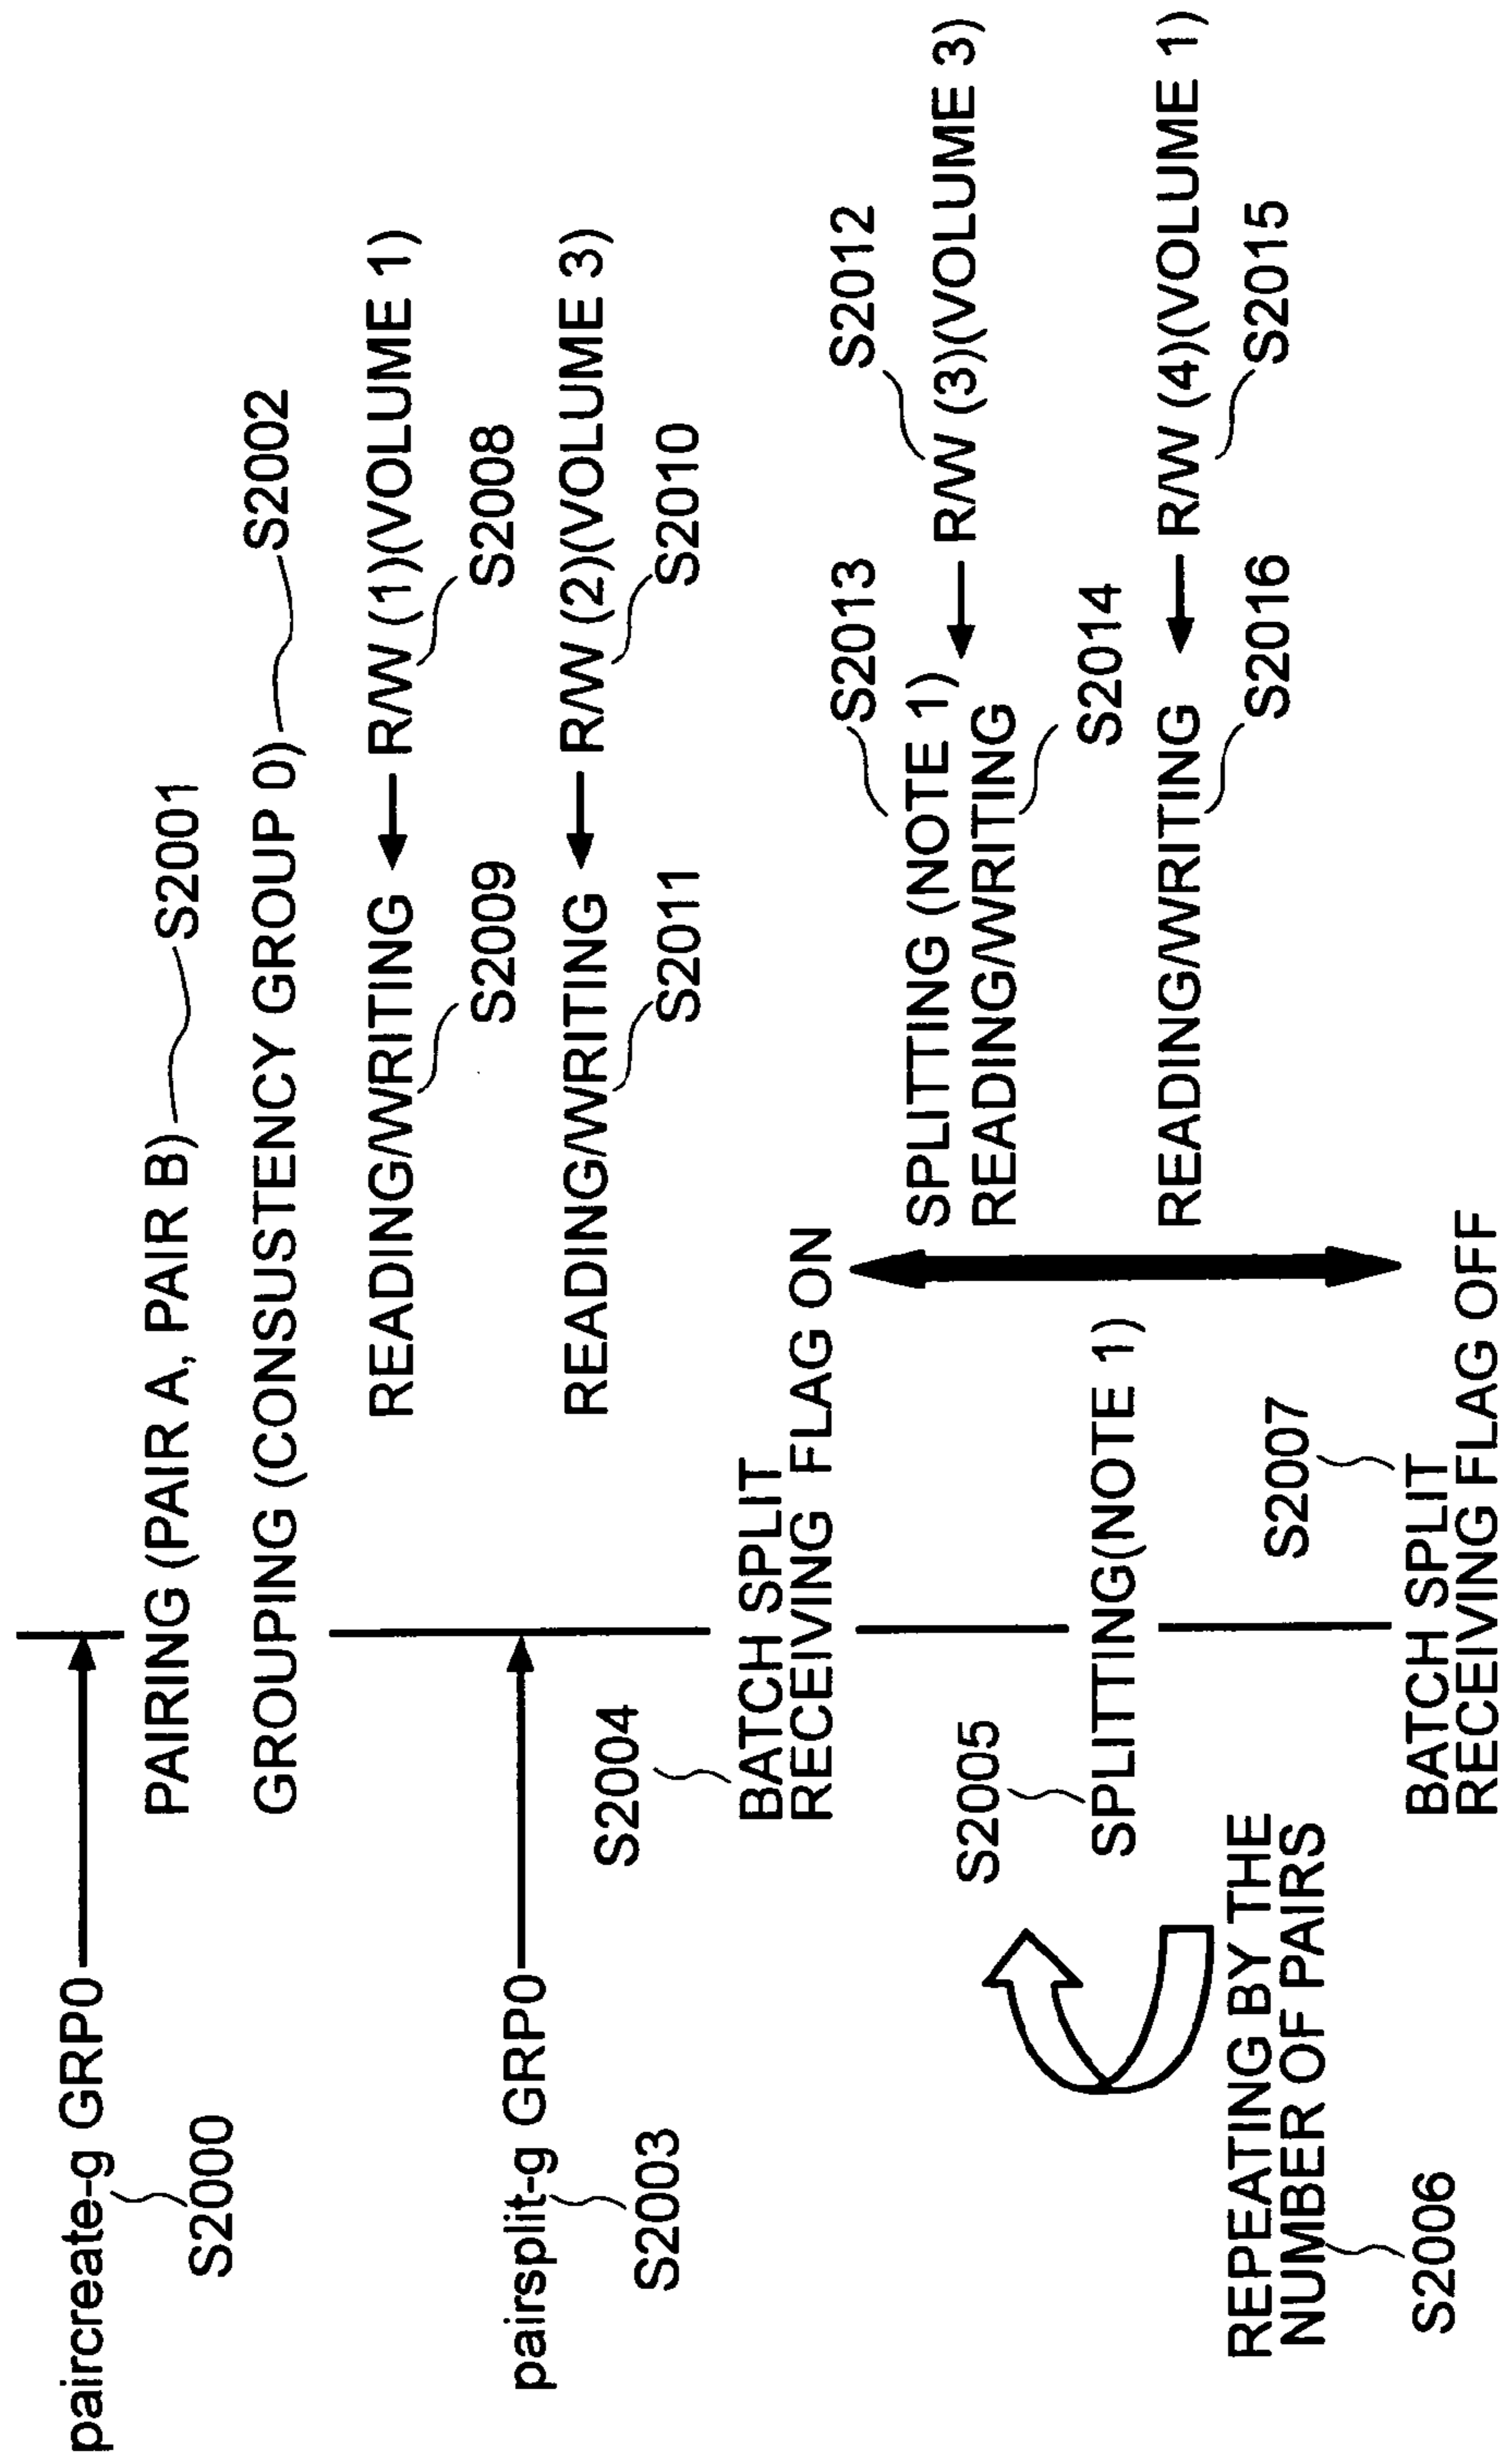 paircreate-g GRP0
S2000
PAIRING (PAIR A, PAIR B)
S2001
GROUPING (CONSUSTENCY GROUP 0)
S2002
READING/WRITING
R/W (1)(VOLUME 1)
S2009
S2008
pairsplit-g GRP0
S2003
READING/WRITING
R/W (2)(VOLUME 3)
S2011
S2010
S2004
BATCH SPLIT
RECEIVING FLAG ON
S2013
S2012
SPLITTING (NOTE 1)
R/W (3)(VOLUME 3)
READING/WRITING
S2014
S2005
SPLITTING(NOTE 1)
READING/WRITING
R/W (4)(VOLUME 1)
S2016
S2015
REPEATING BY THE
NUMBER OF PAIRS
S2006
S2007
BATCH SPLIT
RECEIVING FLAG OFF